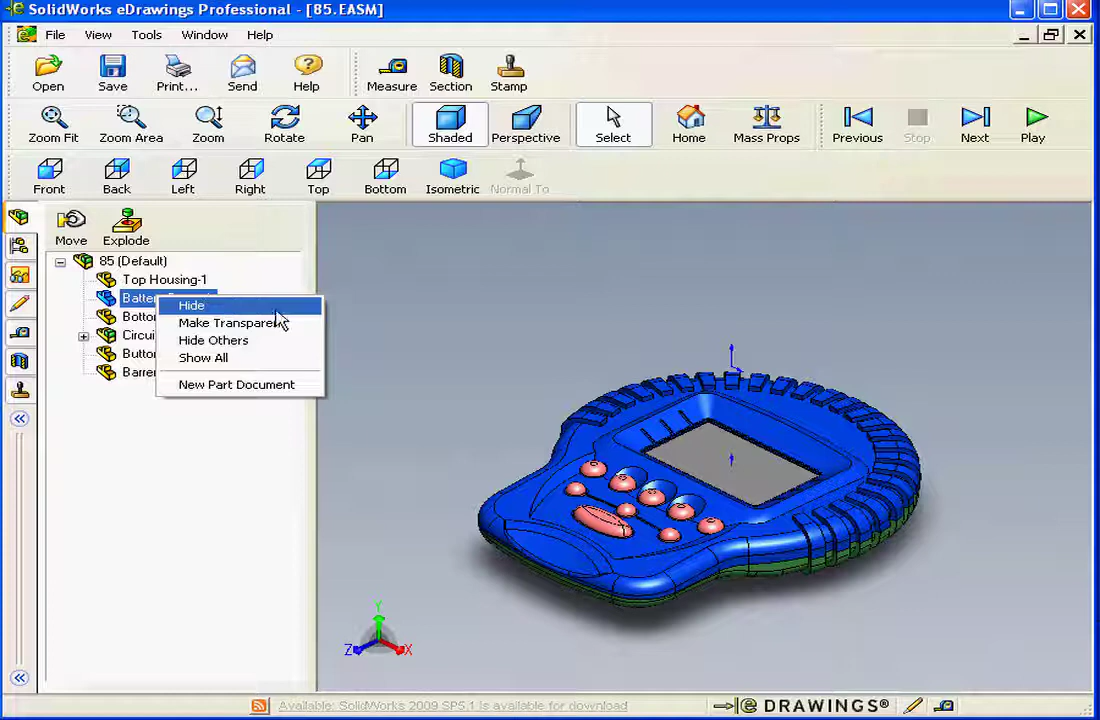 SolidWorks eDrawings Professional - [85.EASM]
File View Tools Window Help
Open Save Print... Send Help Measure Section Stamp
Zoom Fit Zoom Area Zoom Rotate Pan Shaded Perspective Select Home Mass Props Previous Stop Next Play
Front Back Left Right Top Bottom Isometric Normal To
Move Explode
85 (Default)
Top Housing-1
Hide
Make Transparent
Hide Others
Show All
New Part Document
Y
Z X
Available: SolidWorks 2009 SP5.1 is available for download
eDRAWINGS®